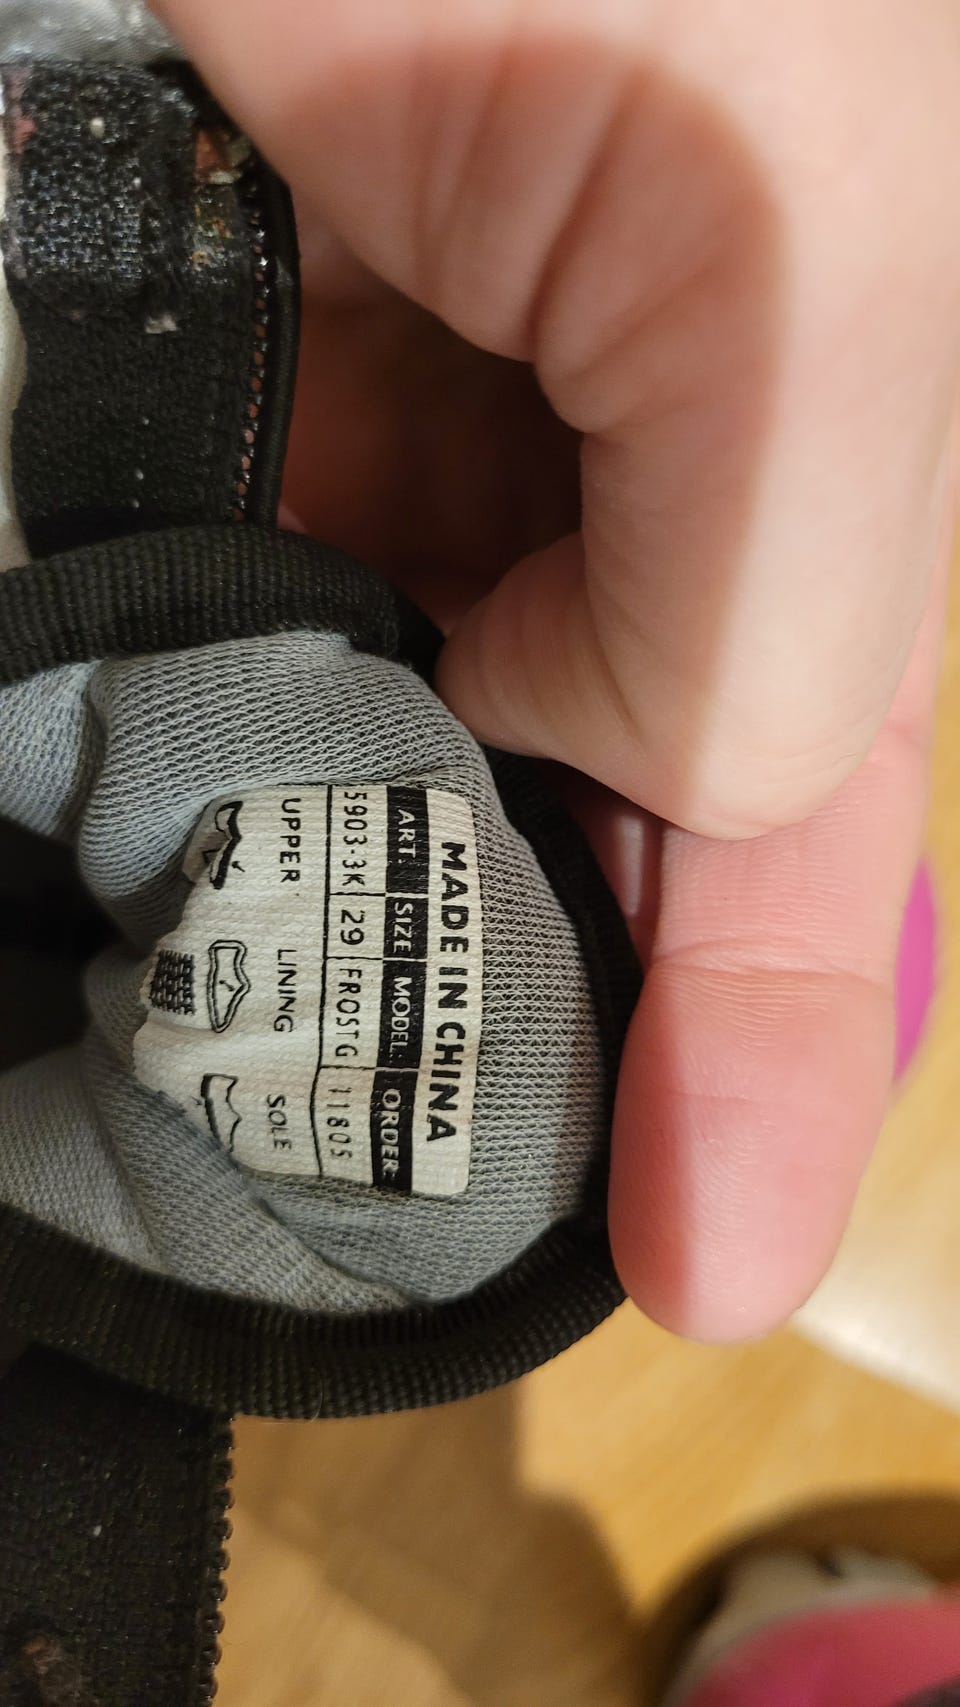 MADE IN CHINA
ART. SIZE MODEL. ORDER.
5903-3K 29 FROSTG 11805
UPPER LINING SOLE